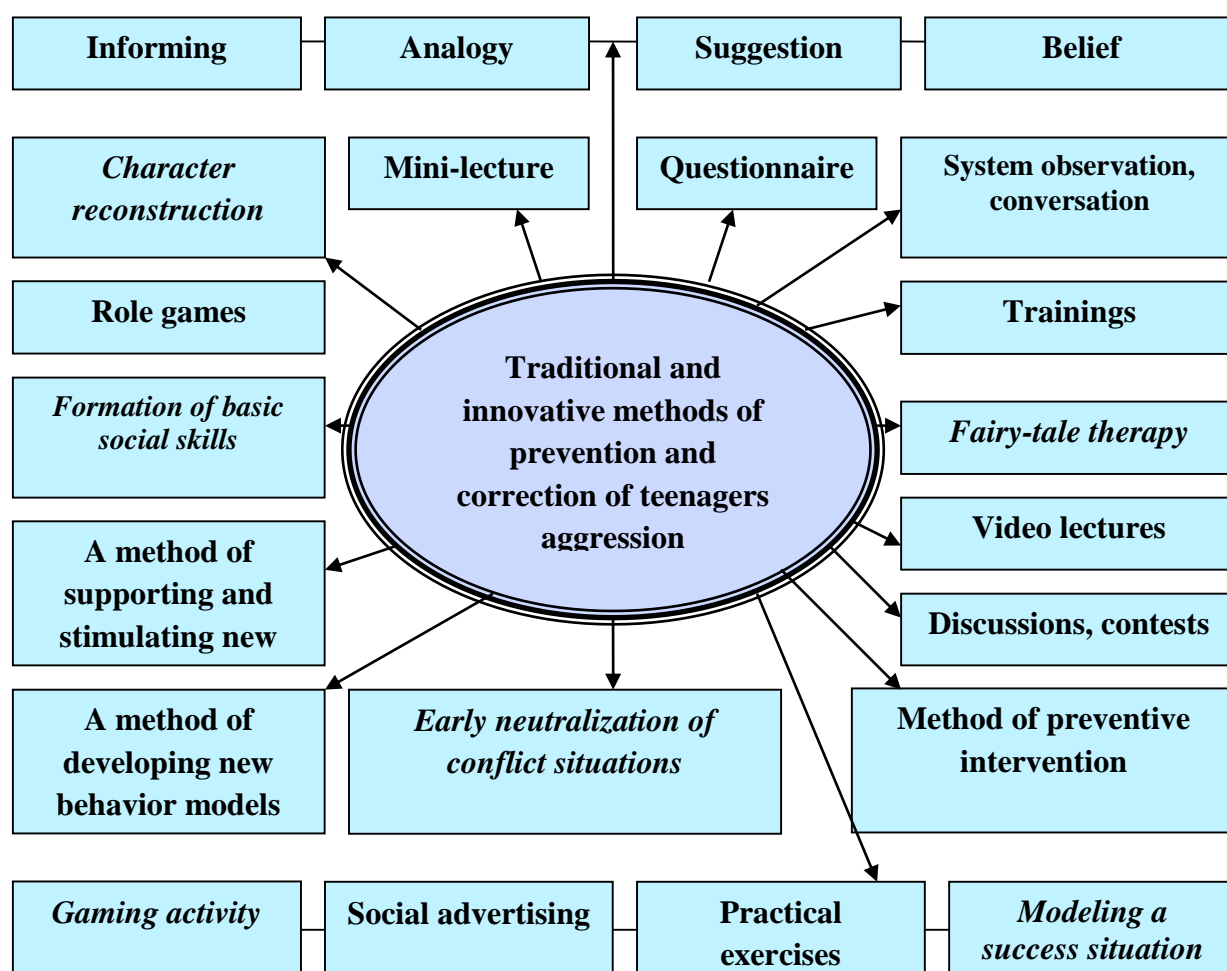 Informing
Analogy
Suggestion
Belief
Character
reconstruction
Mini-lecture
Questionnaire
System observation,
conversation
Role games
Trainings
Formation of basic
social skills
Traditional and
innovative methods of
prevention and
correction of teenagers
aggression
Fairy-tale therapy
A method of
supporting and
stimulating new
Video lectures
Discussions, contests
A method of
developing new
behavior models
Early neutralization of
conflict situations
Method of preventive
intervention
Gaming activity
Social advertising
Practical
exercises
Modeling a
success situation